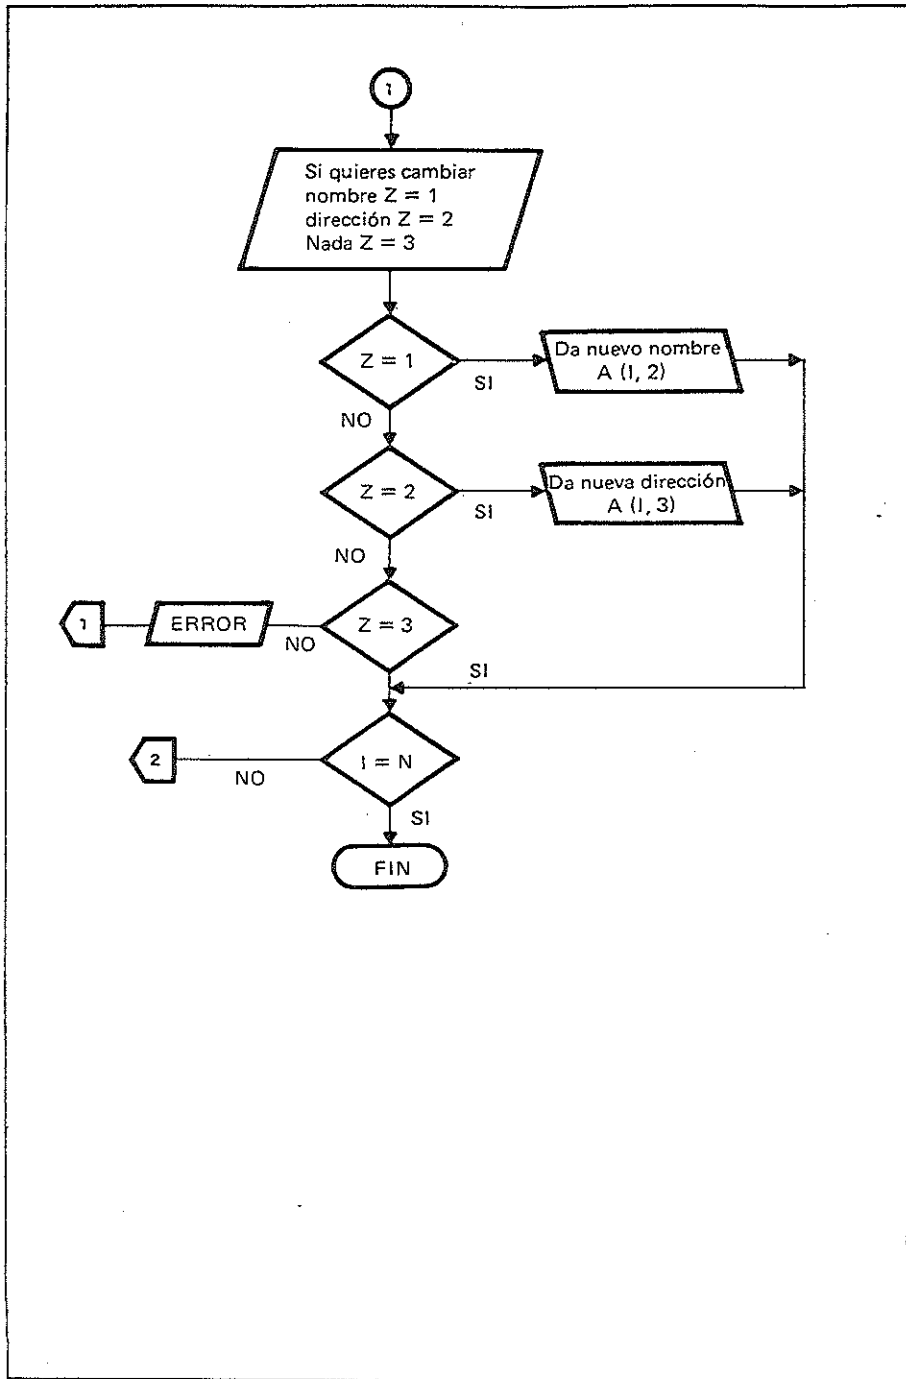 1
Si quieres cambiar
nombre Z = 1
dirección Z = 2
Nada Z = 3
Z = 1
SI
Da nuevo nombre
A (I, 2)
NO
Z = 2
SI
Da nueva dirección
A (I, 3)
NO
1
ERROR
NO
Z = 3
SI
2
NO
I = N
SI
FIN